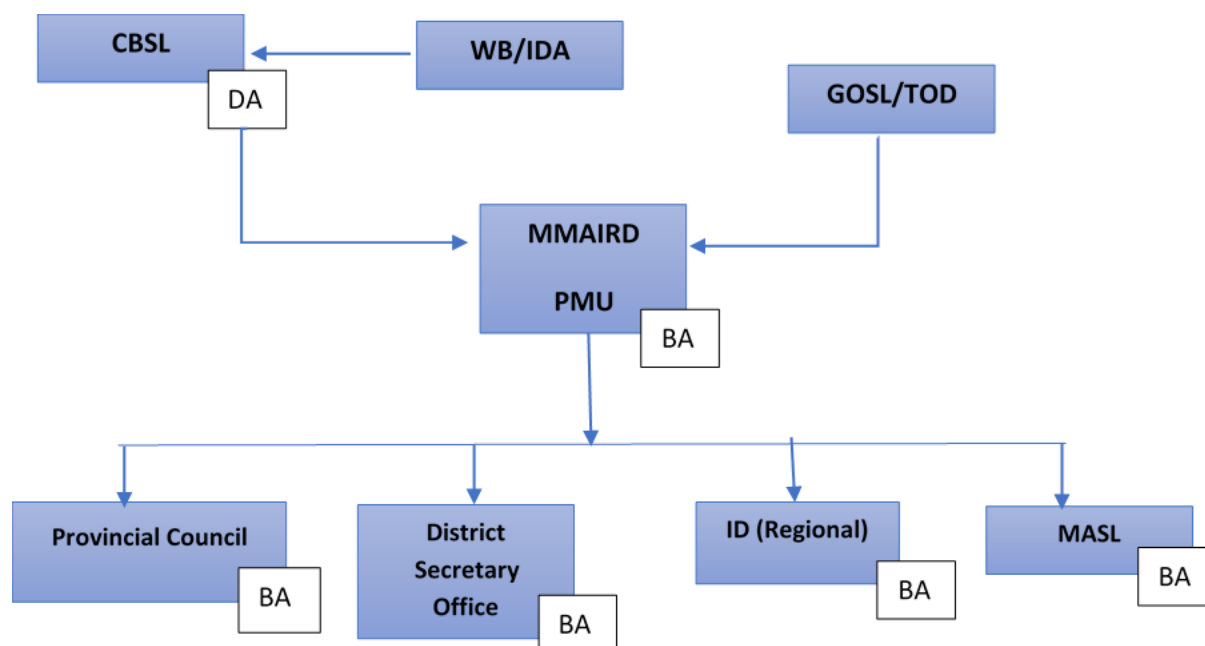 CBSL
WB/IDA
DA
GOSL/TOD
MMAIRD
PMU
BA
Provincial Council
BA
District
Secretary
Office
BA
ID (Regional)
BA
MASL
BA